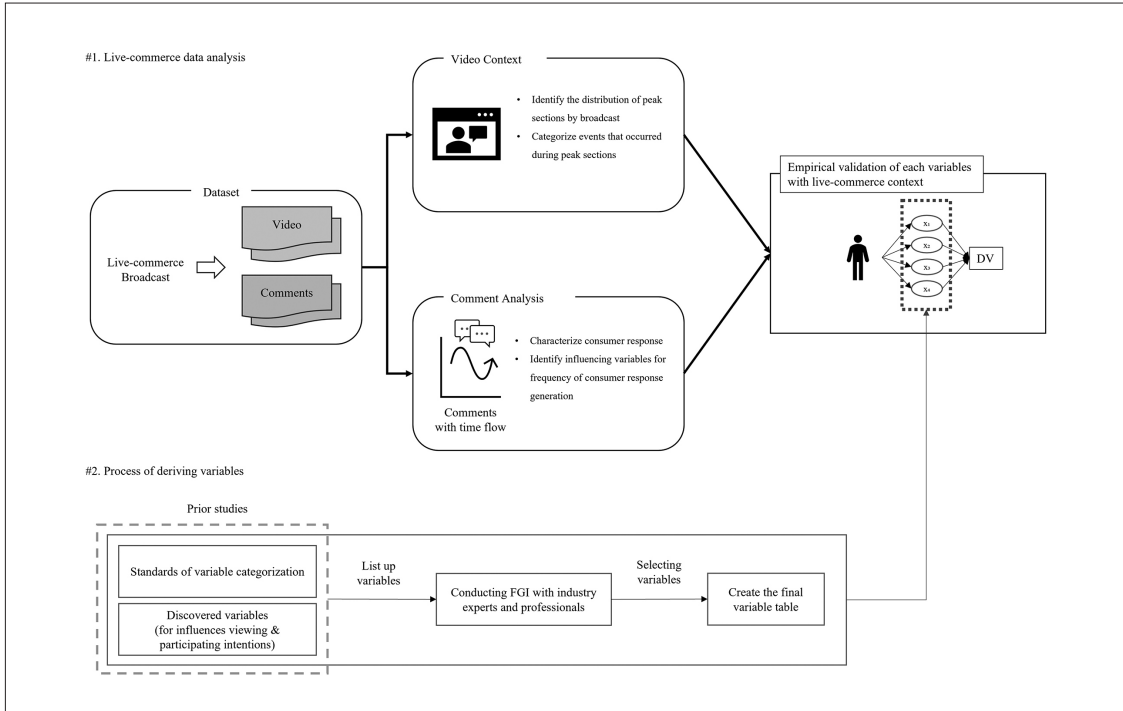 #1. Live-commerce data analysis
Dataset
Live-commerce
Broadcast
Video
Comments
Video Context
• Identify the distribution of peak
sections by broadcast
• Categorize events that occurred
during peak sections
Comment Analysis
Comments
with time flow
• Characterize consumer response
• Identify influencing variables for
frequency of consumer response
generation
Empirical validation of each variables
with live-commerce context
X₁
X₂
X₃
X₄
DV
#2. Process of deriving variables
Prior studies
Standards of variable categorization
Discovered variables
(for influences viewing &
participating intentions)
List up
variables
Conducting FGI with industry
experts and professionals
Selecting
variables
Create the final
variable table